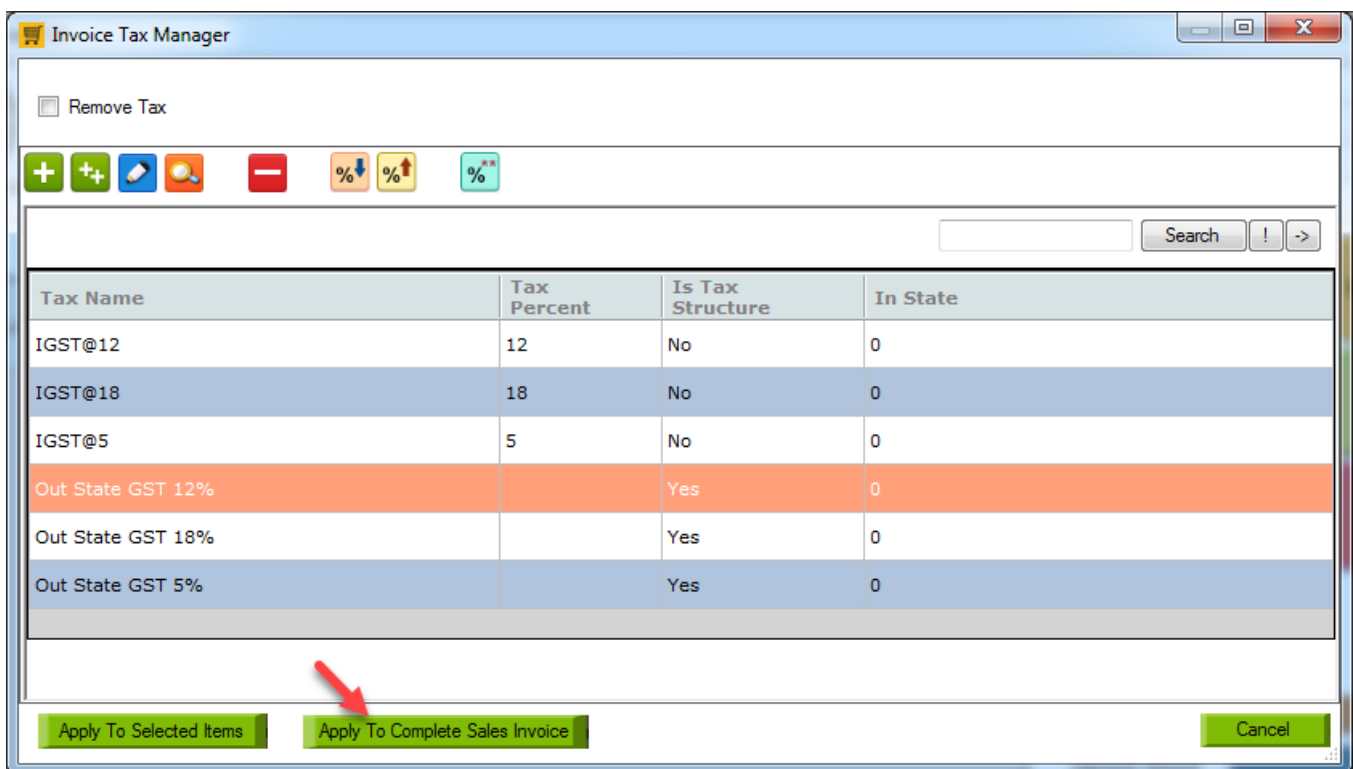 Invoice Tax Manager
Remove Tax
% % %**
Search ! ->
Tax Name Tax Percent Is Tax Structure In State
IGST@12 12 No 0
IGST@18 18 No 0
IGST@5 5 No 0
Out State GST 12% Yes 0
Out State GST 18% Yes 0
Out State GST 5% Yes 0
Apply To Selected Items Apply To Complete Sales Invoice Cancel